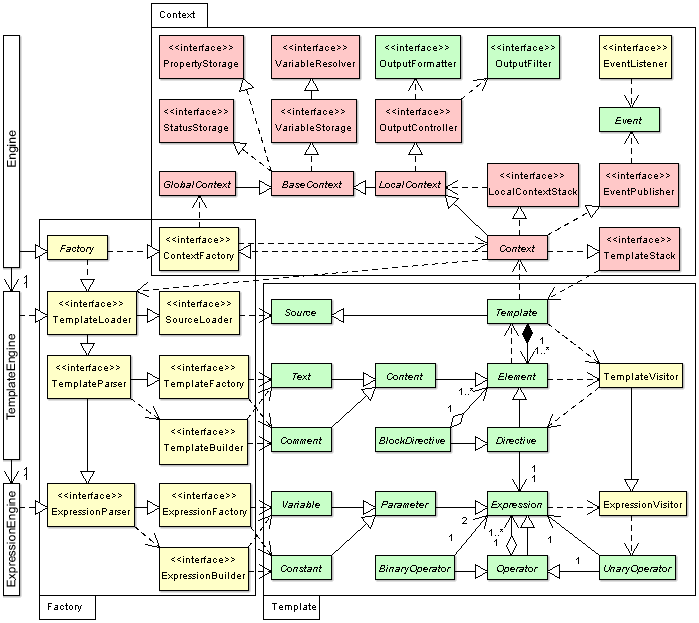 Context
<<interface>>
PropertyStorage
<<interface>>
VariableResolver
<<interface>>
OutputFormatter
<<interface>>
OutputFilter
<<interface>>
EventListener
<<interface>>
StatusStorage
<<interface>>
VariableStorage
<<interface>>
OutputController
Event
Engine
GlobalContext
BaseContext
LocalContext
<<interface>>
LocalContextStack
<<interface>>
EventPublisher
Factory
<<interface>>
ContextFactory
Context
<<interface>>
TemplateStack
1
<<interface>>
TemplateLoader
<<interface>>
SourceLoader
Source
Template
1
1..*
TemplateEngine
<<interface>>
TemplateParser
<<interface>>
TemplateFactory
Text
Content
Element
TemplateVisitor
1..*
1
<<interface>>
TemplateBuilder
Comment
BlockDirective
Directive
1
1
1
<<interface>>
ExpressionParser
<<interface>>
ExpressionFactory
Variable
Parameter
Expression
ExpressionVisitor
2
1
1..*
1
1
ExpressionEngine
<<interface>>
ExpressionBuilder
Constant
BinaryOperator
Operator
1
UnaryOperator
Factory
Template